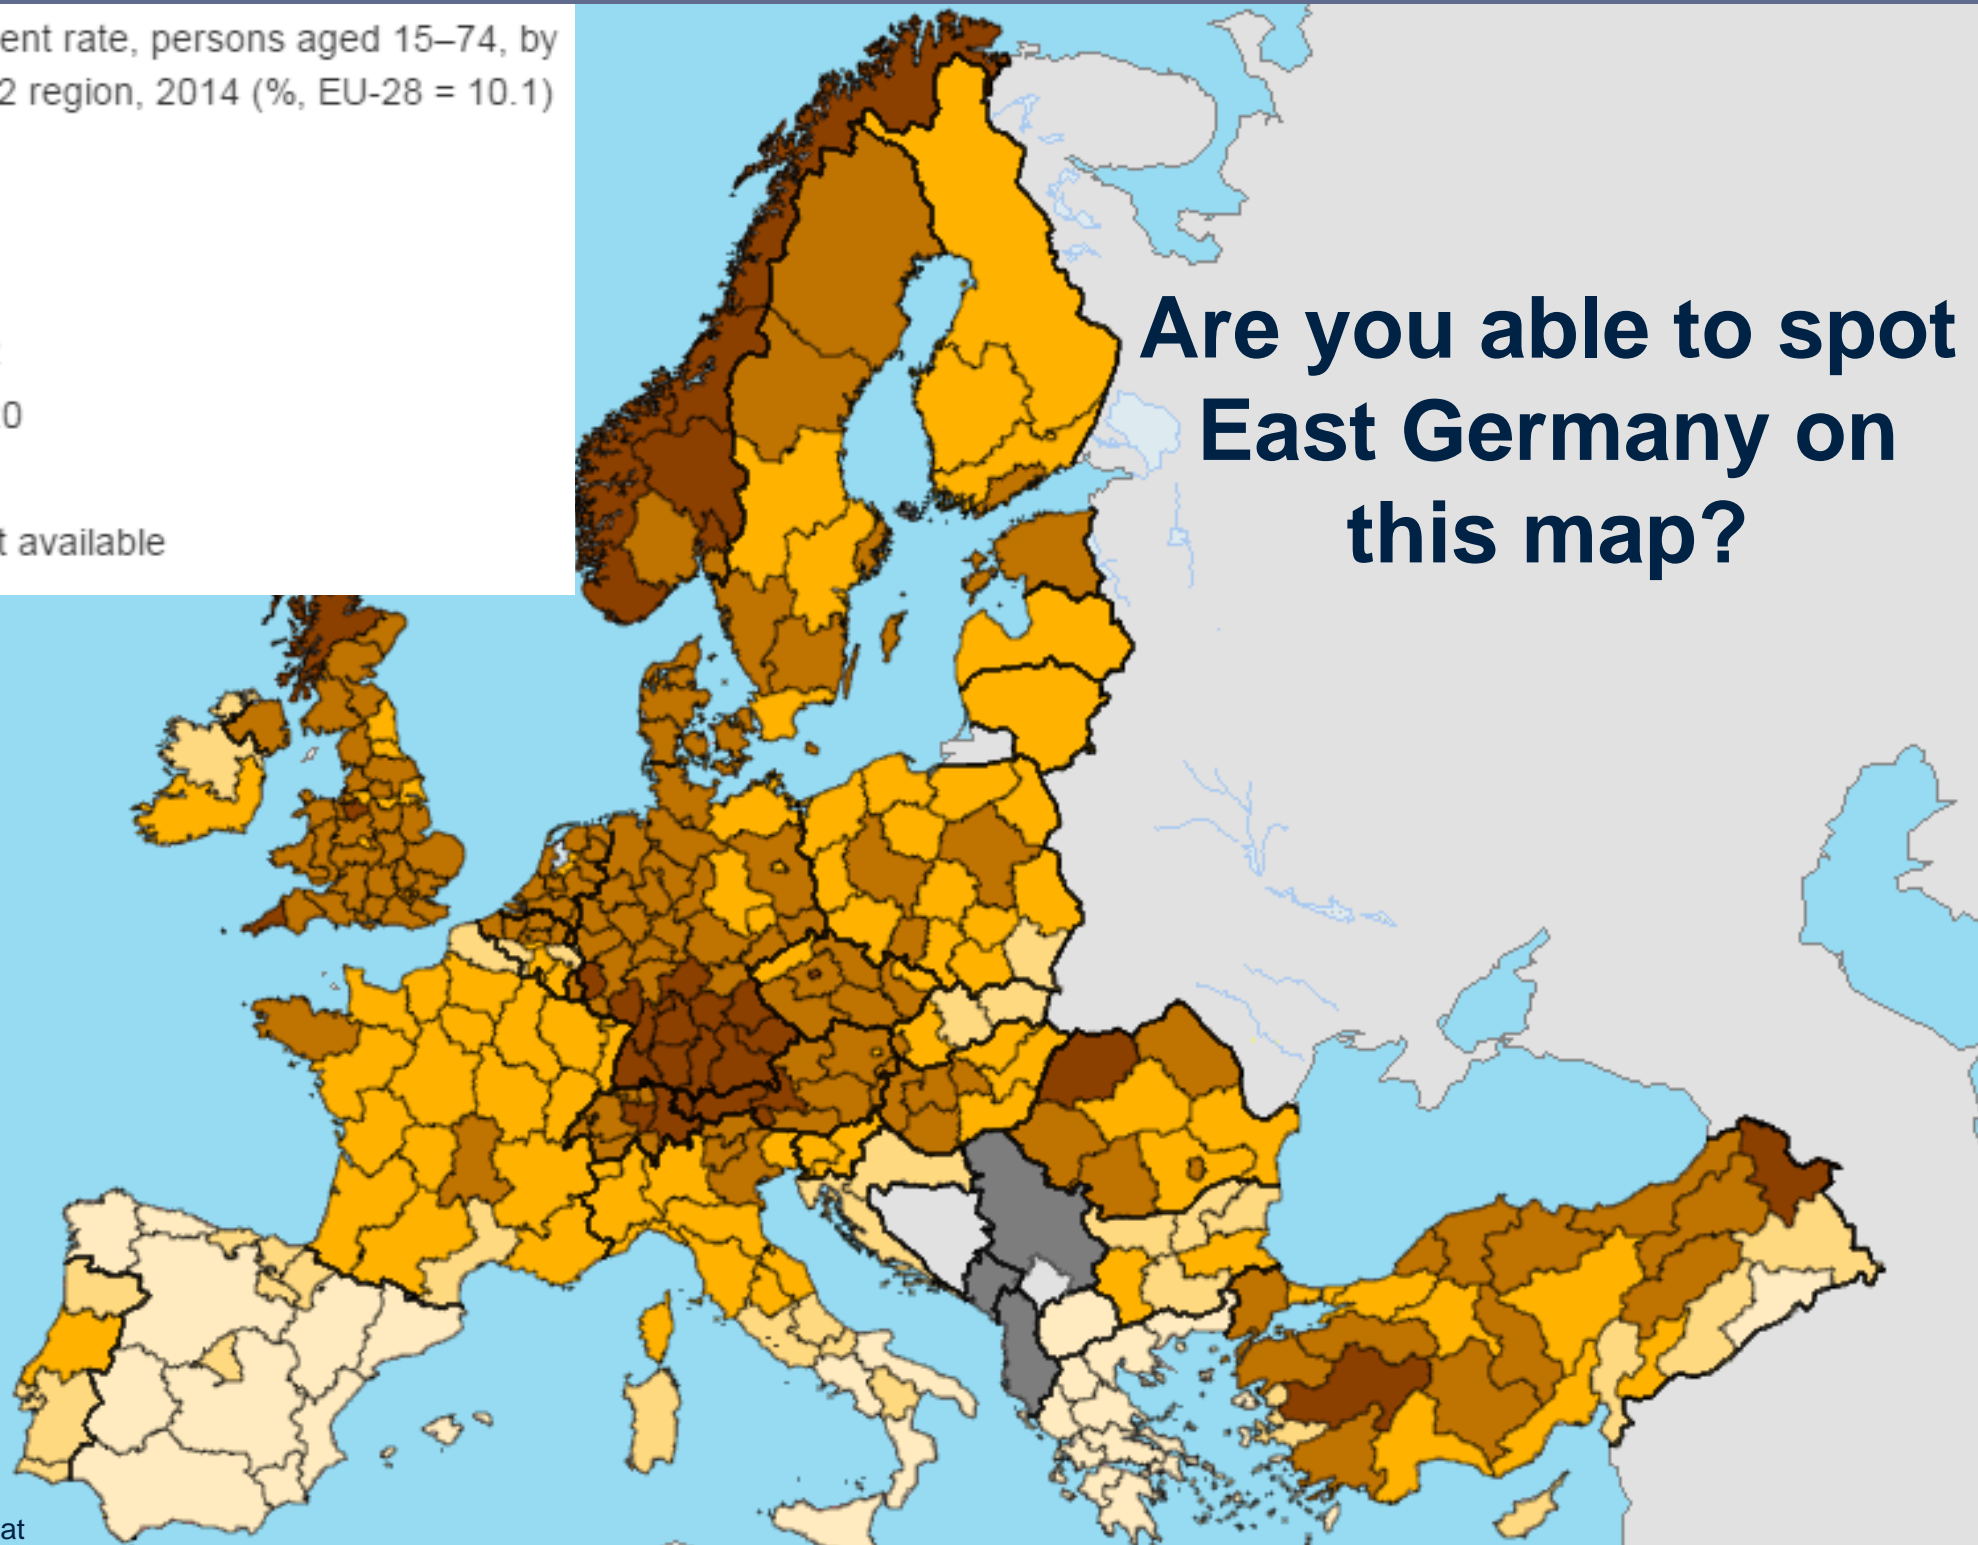 ent rate, persons aged 15–74, by
2 region, 2014 (%, EU-28 = 10.1)
0
t available
Are you able to spot
East Germany on
this map?
at